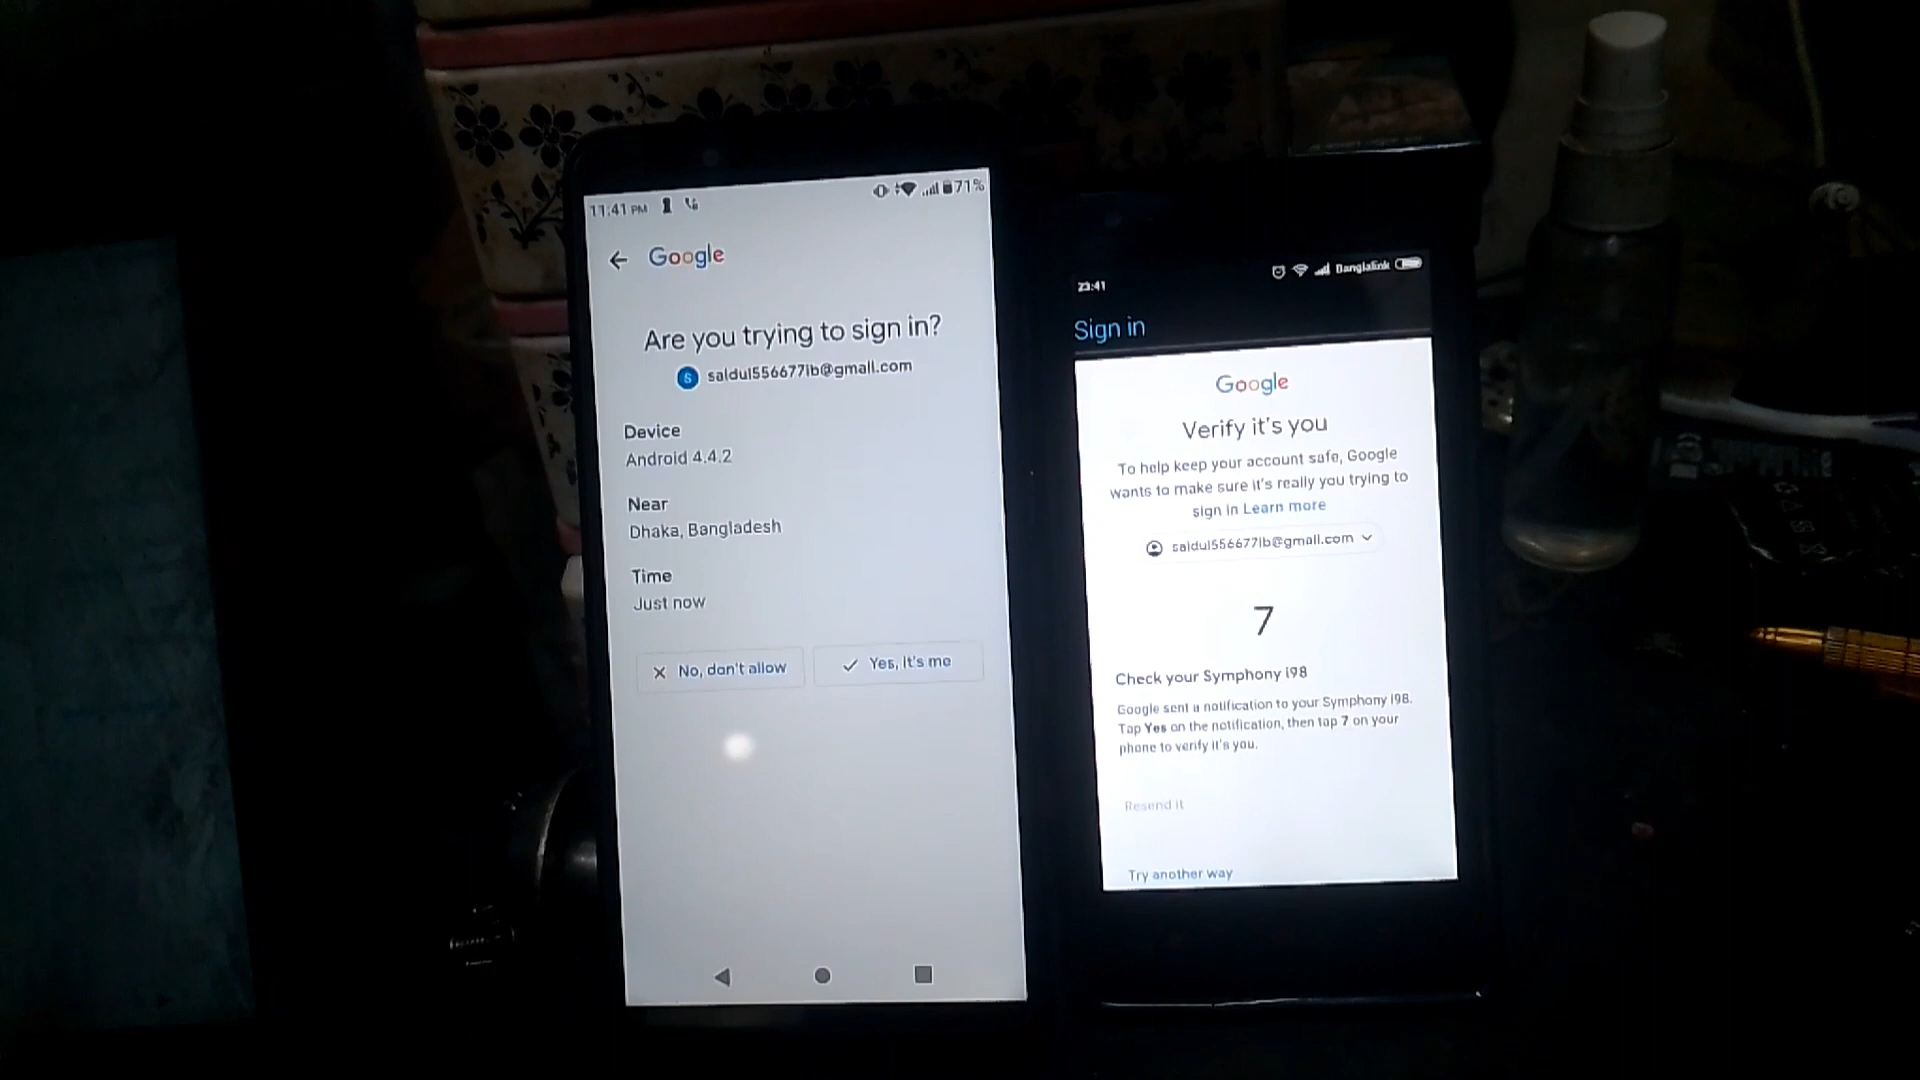 11:41 PM
71%
Google
Are you trying to sign in?
S
saidul556677ib@gmail.com
Device
Android 4.4.2
Near
Dhaka, Bangladesh
Time
Just now
No, don't allow
Yes, it's me
23:41
Banglalink
Sign in
Google
Verify it's you
To help keep your account safe, Google
wants to make sure it's really you trying to
sign in Learn more
saidul556677ib@gmail.com
7
Check your Symphony i98
Google sent a notification to your Symphony i98.
Tap Yes on the notification, then tap 7 on your
phone to verify it's you.
Resend it
Try another way